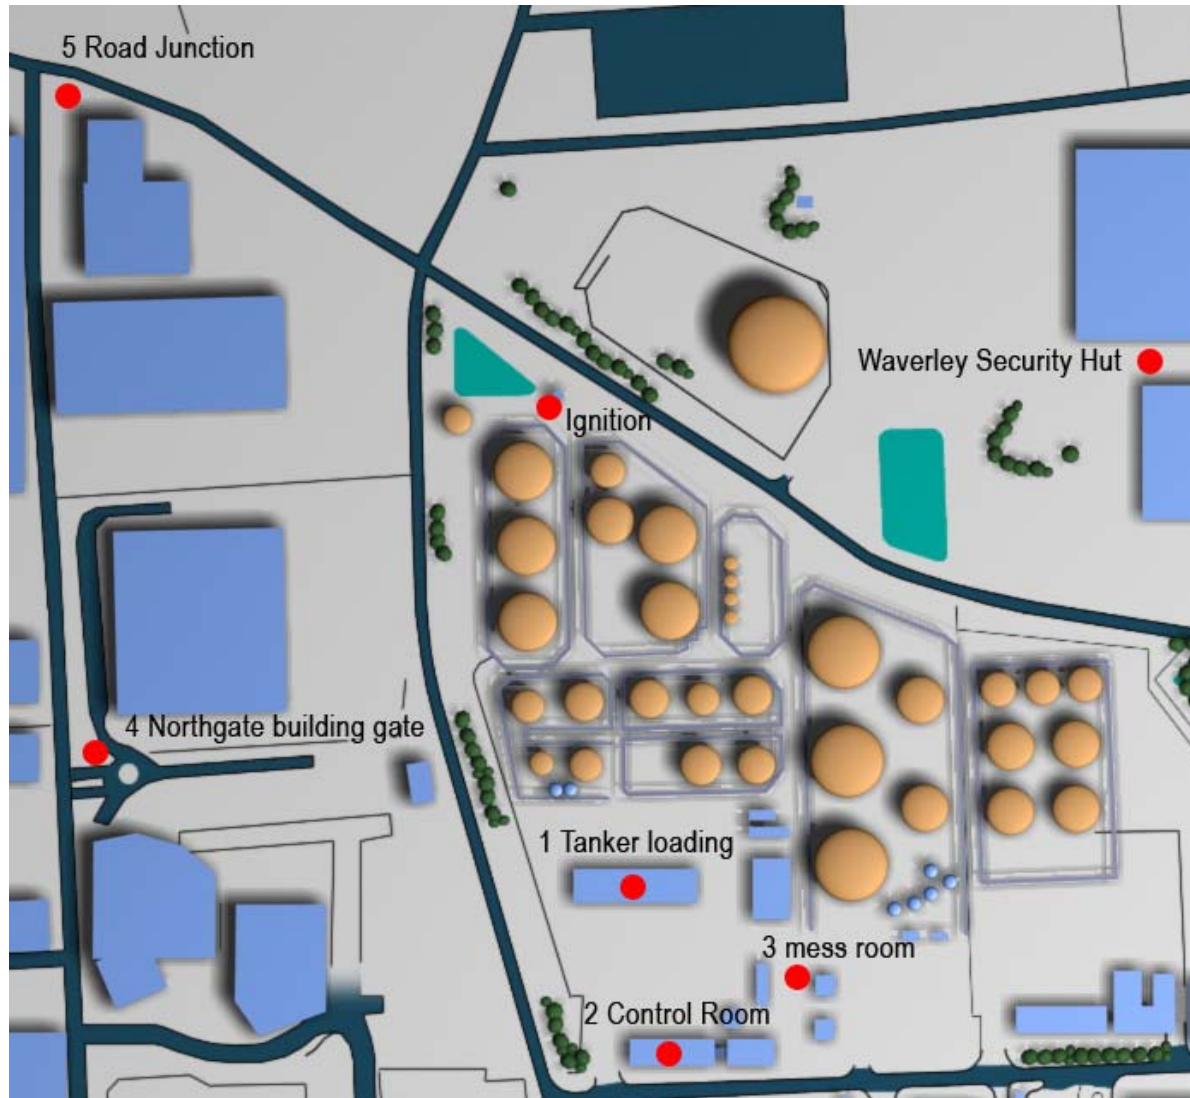 5 Road Junction
Waverley Security Hut
Ignition
4 Northgate building gate
1 Tanker loading
3 mess room
2 Control Room